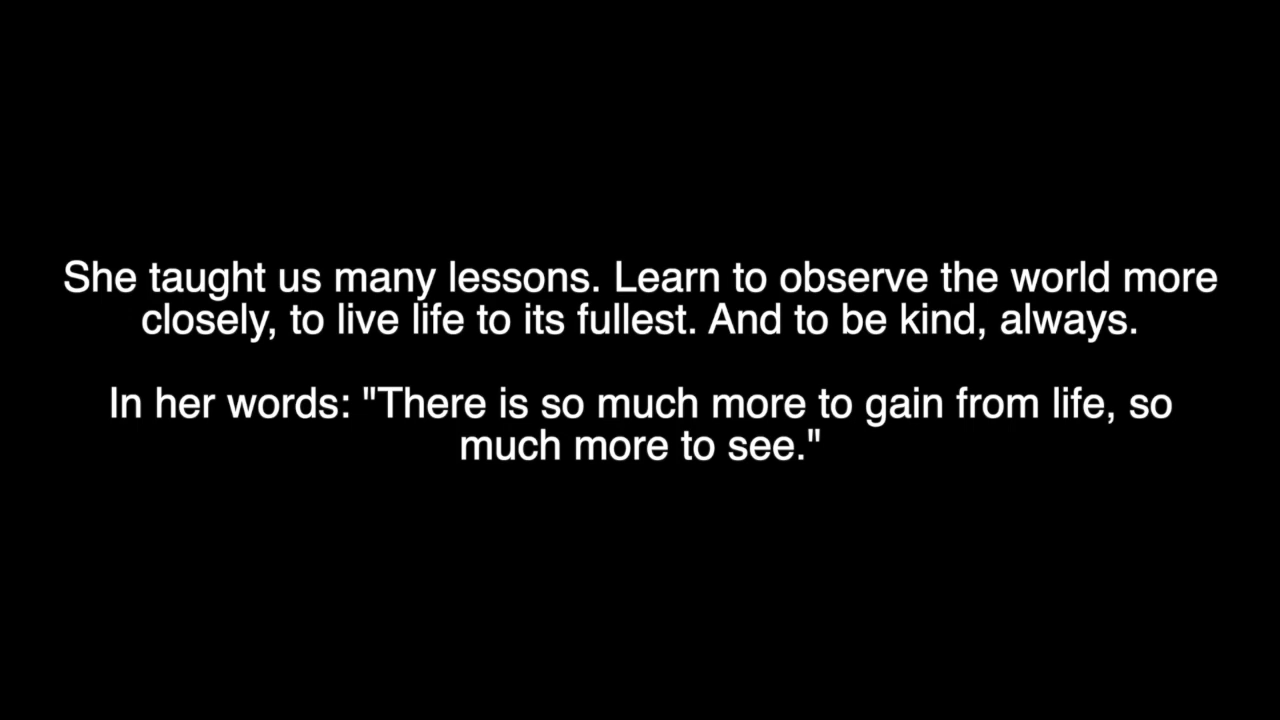 She taught us many lessons. Learn to observe the world more
closely, to live life to its fullest. And to be kind, always.
In her words: "There is so much more to gain from life, so
much more to see."